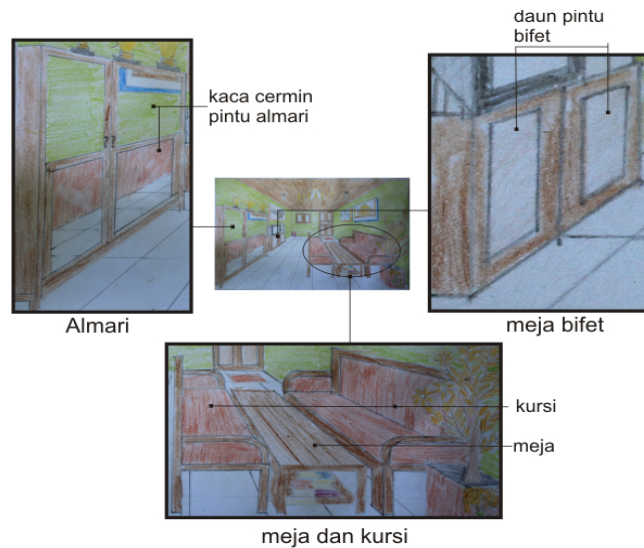 daun pintu
bifet
kaca cermin
pintu almari
Almari
meja bifet
kursi
meja
meja dan kursi